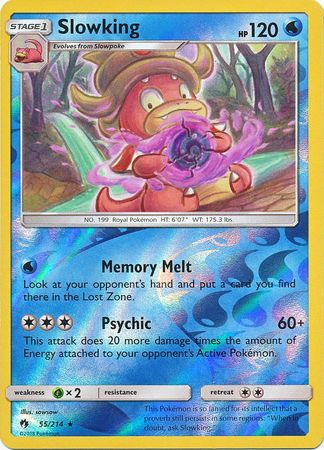 STAGE 1
Slowking
HP 120
Evolves from Slowpoke
NO. 199 Royal Pokémon HT: 6'07" WT: 175.3 lbs.
Memory Melt
Look at your opponent's hand and put a card you find
there in the Lost Zone.
Psychic 60+
This attack does 20 more damage times the amount of
Energy attached to your opponent's Active Pokémon.
weakness × 2 resistance retreat
Illus. sowsow
55/214 ★
©2018 Pokémon
This Pokémon is so famed for its intellect that a
proverb still persists in some regions: "When in
doubt, ask Slowking."